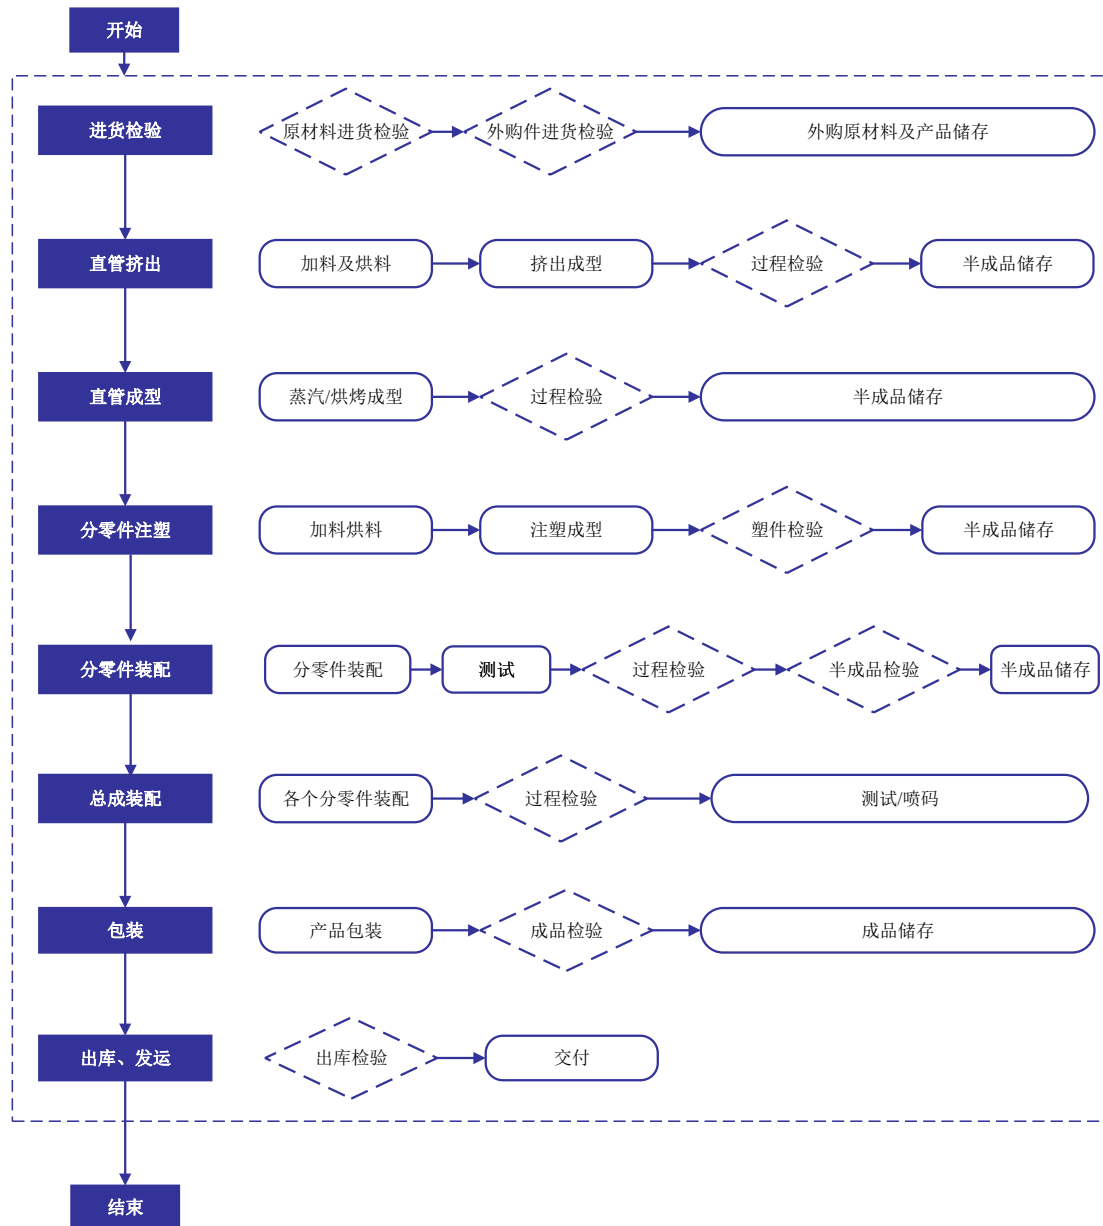 开始
进货检验
原材料进货检验
外购件进货检验
外购原材料及产品储存
直管挤出
加料及烘料
挤出成型
过程检验
半成品储存
直管成型
蒸汽/烘烤成型
过程检验
半成品储存
分零件注塑
加料烘料
注塑成型
塑件检验
半成品储存
分零件装配
分零件装配
测试
过程检验
半成品检验
半成品储存
总成装配
各个分零件装配
过程检验
测试/喷码
包装
产品包装
成品检验
成品储存
出库、发运
出库检验
交付
结束